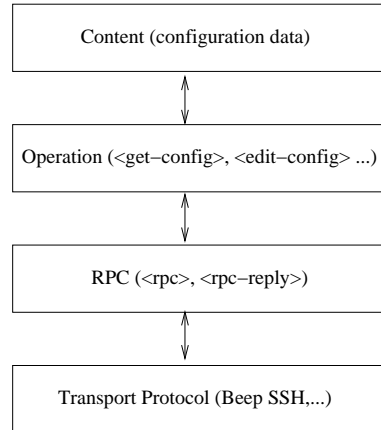 Content (configuration data)
Operation (<get−config>, <edit−config> ...)
RPC (<rpc>, <rpc−reply>)
Transport Protocol (Beep SSH,...)